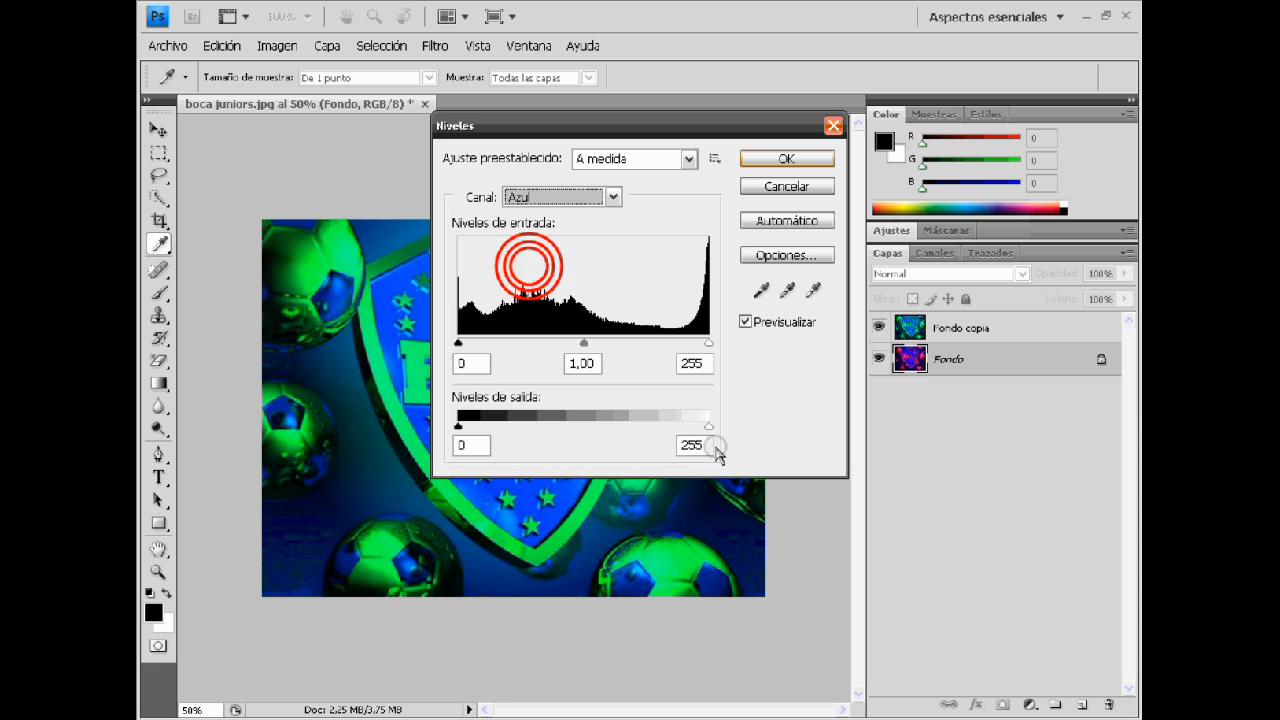 Ps Br 100% Aspectos esenciales
Archivo Edición Imagen Capa Selección Filtro Vista Ventana Ayuda
Tamaño de muestra: De 1 punto Muestra: Todas las capas
boca juniors.jpg al 50% (Fondo, RGB/8) *
Niveles
Ajuste preestablecido: A medida
OK
Canal: Azul
Cancelar
Niveles de entrada:
Automático
Opciones...
Previsualizar
0 1,00 255
Niveles de salida:
0 255
Color Muestras Estilos
R 0
G 0
B 0
Ajustes Máscaras
Capas Canales Trazados
Normal Opacidad: 100%
Bloqu.: Relleno: 100%
Fondo copia
Fondo
T
50% Doc: 2,25 MB/3,75 MB
fx